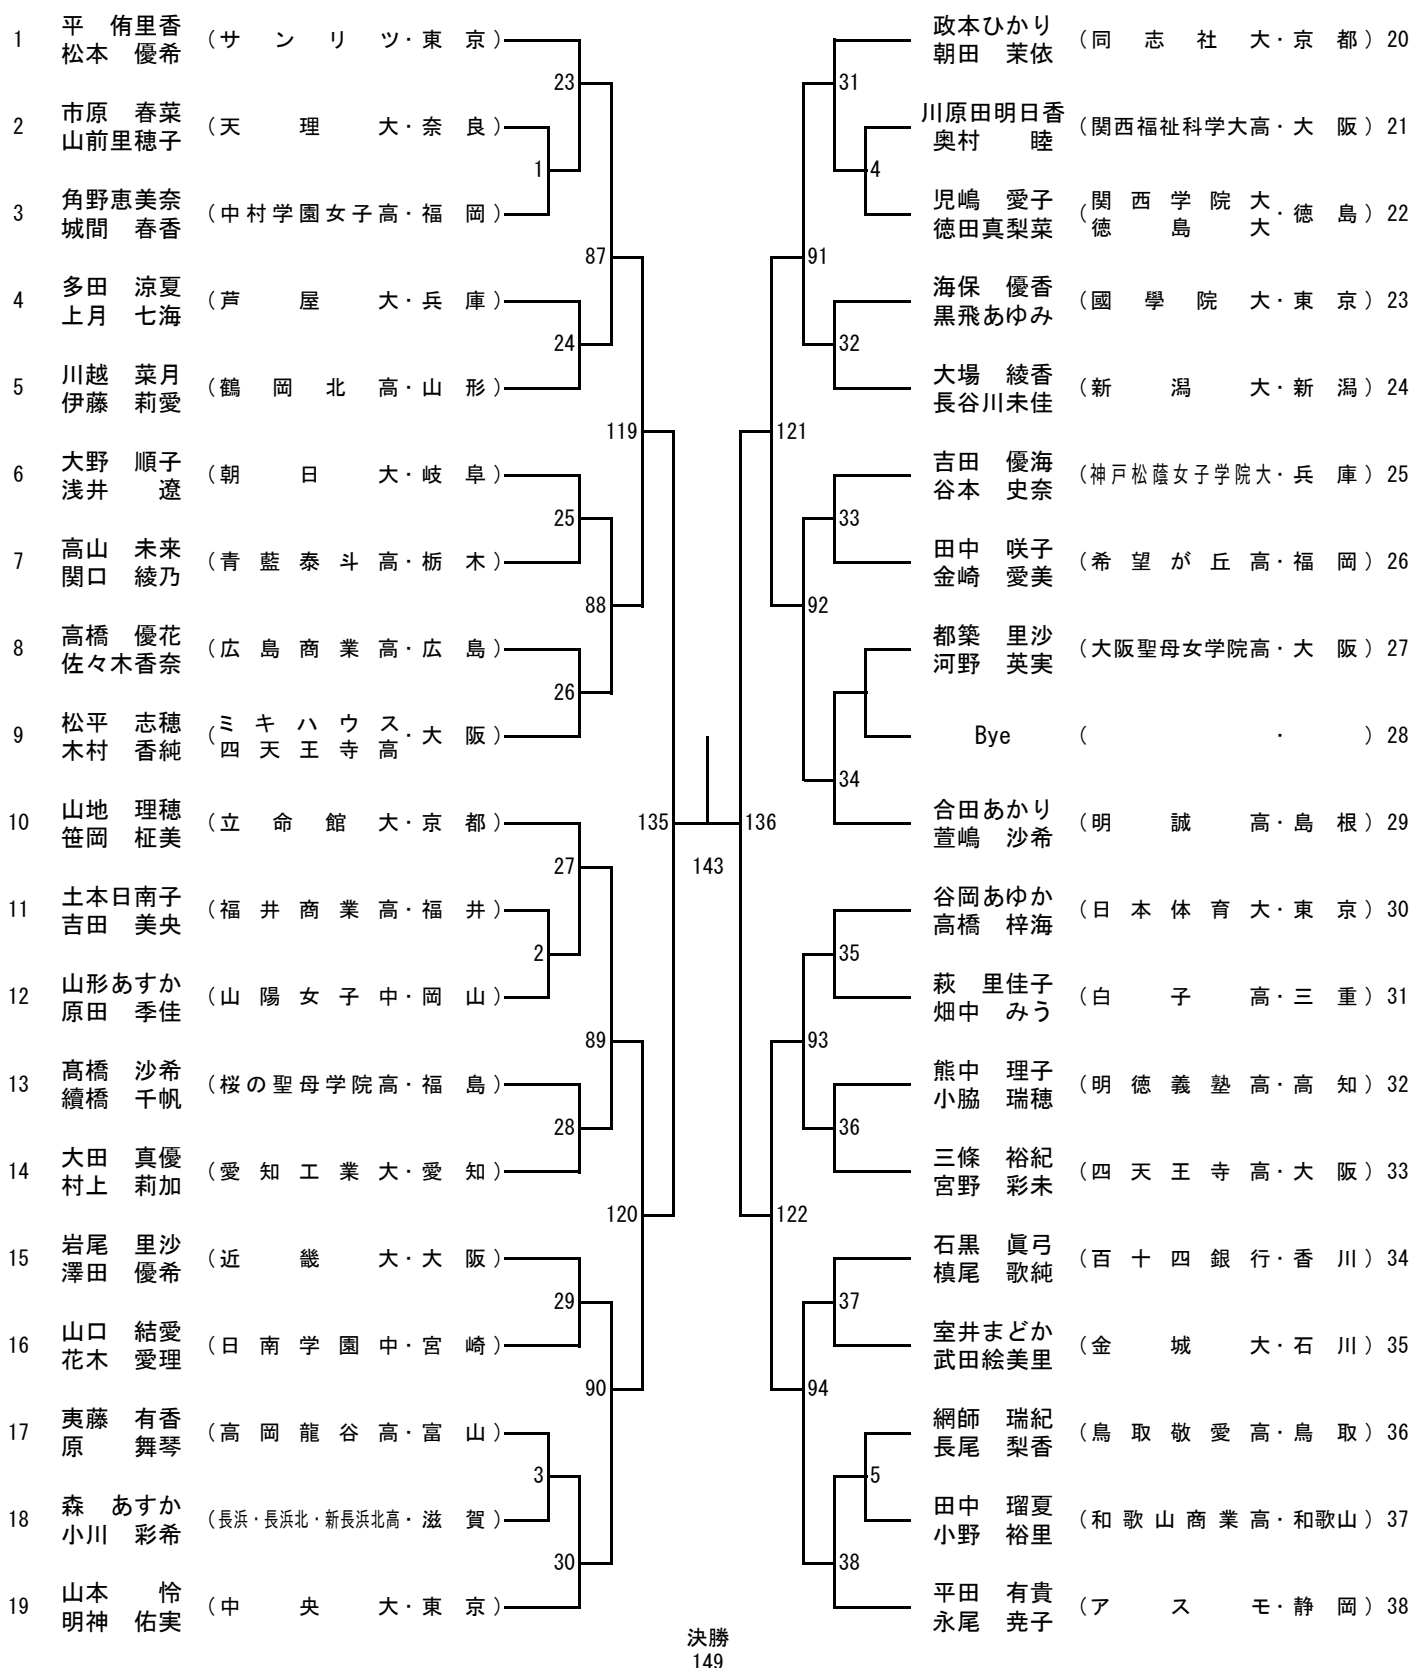 1 平 侑里香 松本 優希 (サンリツ・東京)
2 市原 春菜 山前里穂子 (天理大・奈良)
3 角野恵美奈 城間 春香 (中村学園女子高・福岡)
4 多田 涼夏 上月 七海 (芦屋大・兵庫)
5 川越 菜月 伊藤 莉愛 (鶴岡北高・山形)
6 大野 順子 浅井 遼 (朝日大・岐阜)
7 高山 未来 関口 綾乃 (青藍泰斗高・栃木)
8 高橋 優花 佐々木香奈 (広島商業高・広島)
9 松平 志穂 木村 香純 (ミキハウス 四天王寺高・大阪)
10 山地 理穂 笹岡 柾美 (立命館大・京都)
11 土本日南子 吉田 美央 (福井商業高・福井)
12 山形あすか 原田 季佳 (山陽女子中・岡山)
13 髙橋 沙希 續橋 千帆 (桜の聖母学院高・福島)
14 大田 真優 村上 莉加 (愛知工業大・愛知)
15 岩尾 里沙 澤田 優希 (近畿大・大阪)
16 山口 結愛 花木 愛理 (日南学園中・宮崎)
17 夷藤 有香 原 舞琴 (高岡龍谷高・富山)
18 森 あすか 小川 彩希 (長浜・長浜北・新長浜北高・滋賀)
19 山本 怜 明神 佑実 (中央大・東京)
23
1
87
24
119
25
88
26
135
27
2
89
28
120
29
90
3
30
143
136
31
4
91
32
121
33
92
34
35
93
36
122
37
94
5
38
政本ひかり 朝田 茉依 (同志社大・京都) 20
川原田明日香 奥村 睦 (関西福祉科学大高・大阪) 21
児嶋 愛子 徳田真梨菜 (関西学院大 徳島大・徳島) 22
海保 優香 黒飛あゆみ (國學院大・東京) 23
大場 綾香 長谷川未佳 (新潟大・新潟) 24
吉田 優海 谷本 史奈 (神戸松蔭女子学院大・兵庫) 25
田中 咲子 金崎 愛美 (希望が丘高・福岡) 26
都築 里沙 河野 英実 (大阪聖母女学院高・大阪) 27
Bye ( ・ ) 28
合田あかり 萱嶋 沙希 (明誠高・島根) 29
谷岡あゆか 高橋 梓海 (日本体育大・東京) 30
萩 里佳子 畑中 みう (白子高・三重) 31
熊中 理子 小脇 瑞穂 (明徳義塾高・高知) 32
三條 裕紀 宮野 彩未 (四天王寺高・大阪) 33
石黒 眞弓 槙尾 歌純 (百十四銀行・香川) 34
室井まどか 武田絵美里 (金城大・石川) 35
網師 瑞紀 長尾 梨香 (鳥取敬愛高・鳥取) 36
田中 瑠夏 小野 裕里 (和歌山商業高・和歌山) 37
平田 有貴 永尾 尭子 (アスモ・静岡) 38
決勝
149